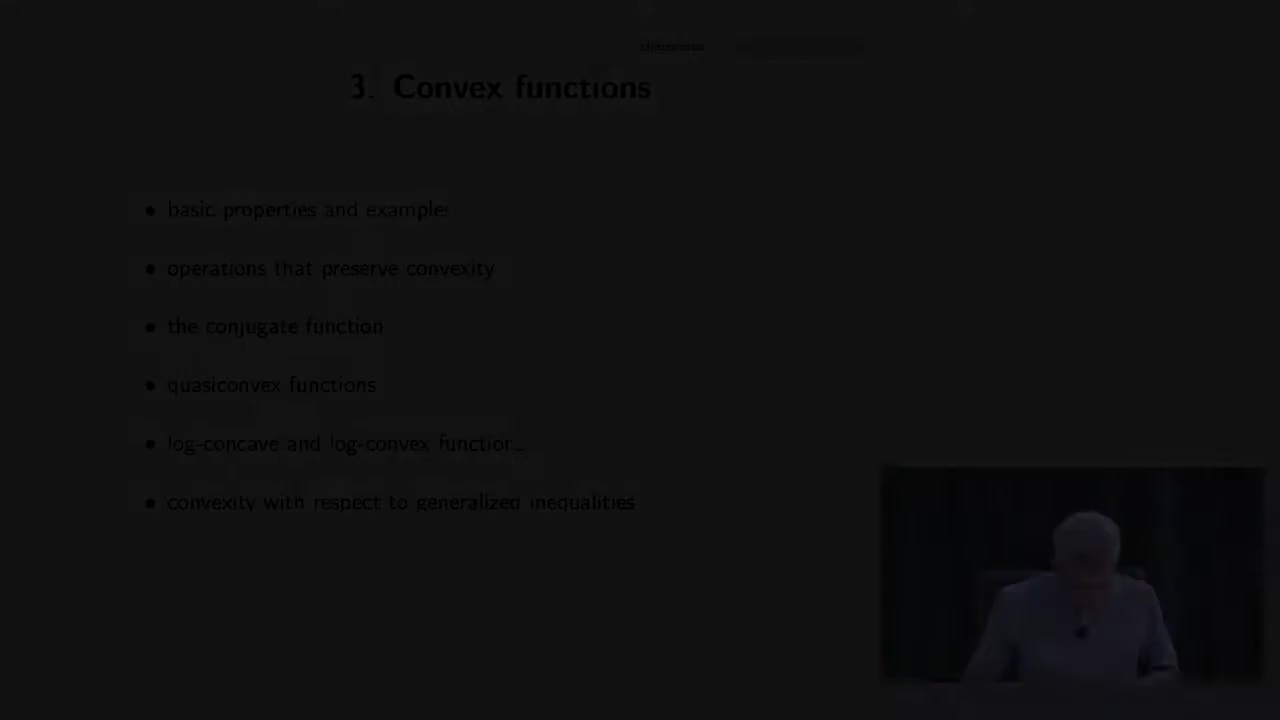 3. Convex functions
• basic properties and examples
• operations that preserve convexity
• the conjugate function
• quasiconvex functions
• log-concave and log-convex functions
• convexity with respect to generalized inequalities